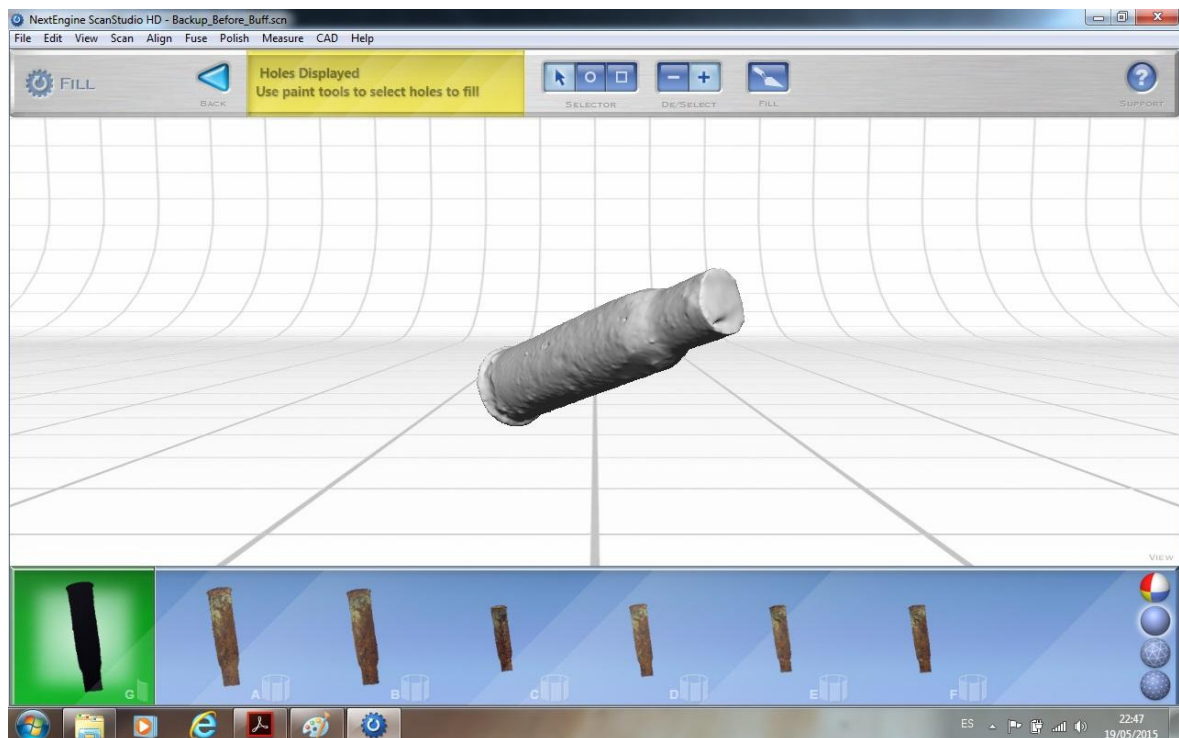 NextEngine ScanStudio HD - Backup_Before_Buff.scn
File Edit View Scan Align Fuse Polish Measure CAD Help
FILL
BACK
Holes Displayed
Use paint tools to select holes to fill
SELECTOR
DE/SELECT
FILL
SUPPORT
VIEW
G
A
B
C
D
E
F
ES
22:47
19/05/2015